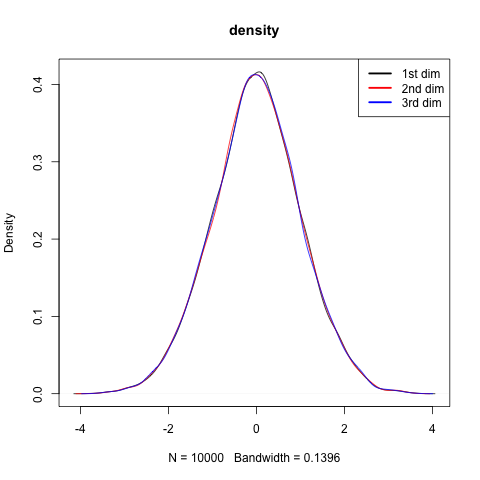 density
1st dim
2nd dim
3rd dim
Density
0.4
0.3
0.2
0.1
0.0
-4 -2 0 2 4
N = 10000 Bandwidth = 0.1396